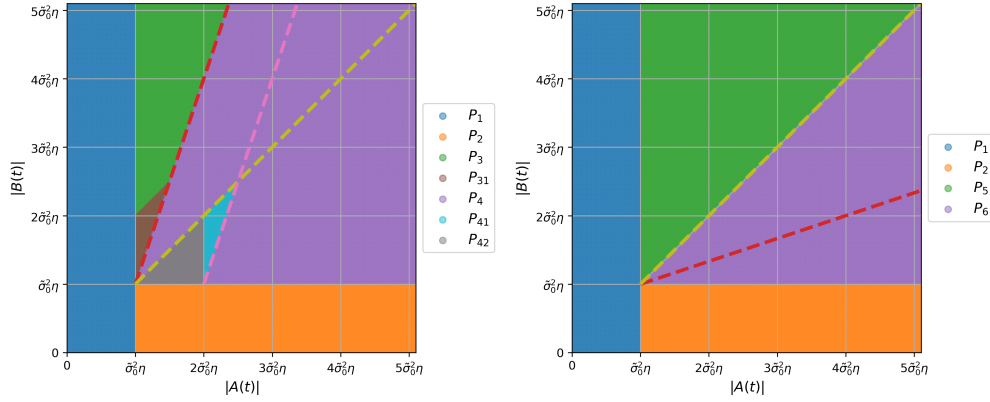 |B(t)|
5σ̃₀²η
4σ̃₀²η
3σ̃₀²η
2σ̃₀²η
σ̃₀²η
0
0 σ̃₀²η 2σ̃₀²η 3σ̃₀²η 4σ̃₀²η 5σ̃₀²η
|A(t)|
P₁
P₂
P₃
P₃₁
P₄
P₄₁
P₄₂
|B(t)|
5σ̃₀²η
4σ̃₀²η
3σ̃₀²η
2σ̃₀²η
σ̃₀²η
0
0 σ̃₀²η 2σ̃₀²η 3σ̃₀²η 4σ̃₀²η 5σ̃₀²η
|A(t)|
P₁
P₂
P₅
P₆